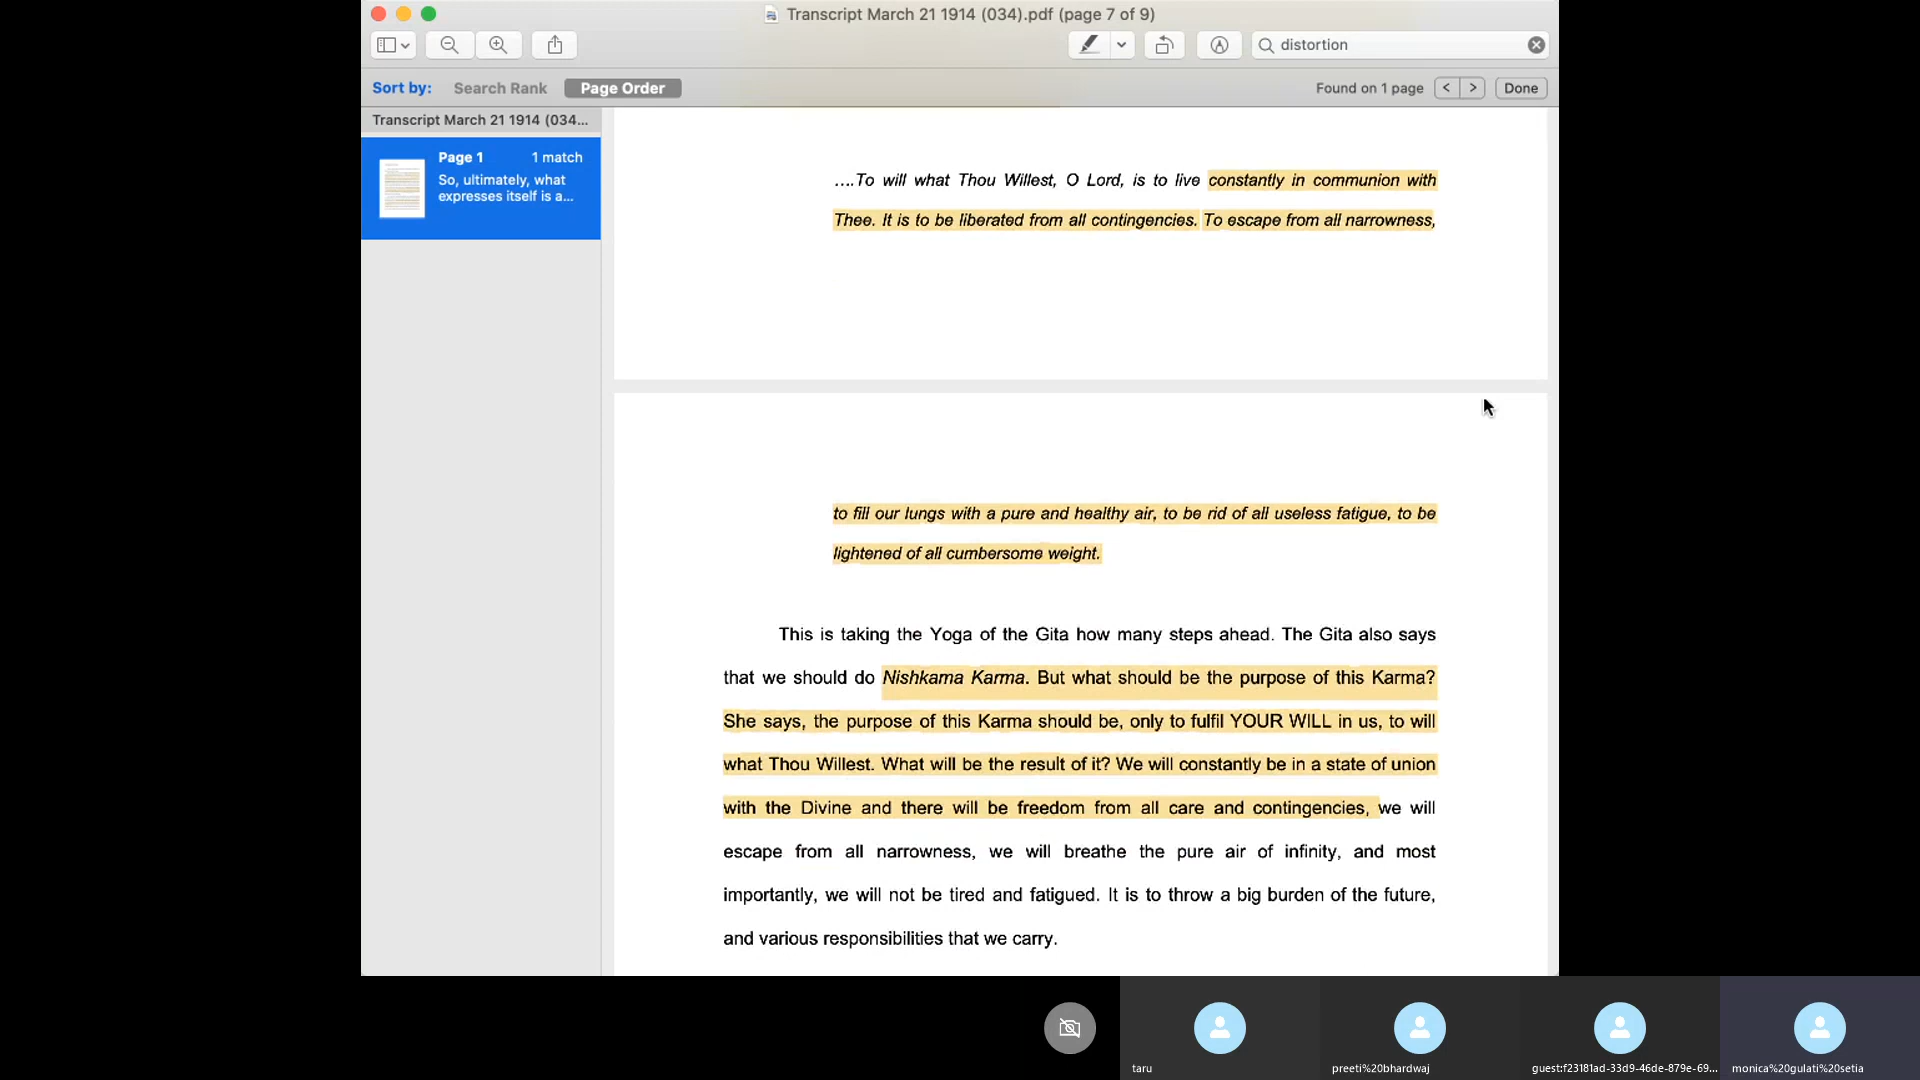 Transcript March 21 1914 (034).pdf (page 7 of 9)
distortion
Sort by: Search Rank Page Order Found on 1 page < > Done
Transcript March 21 1914 (034...
Page 1 1 match
So, ultimately, what
expresses itself is a...
....To will what Thou Willest, O Lord, is to live constantly in communion with
Thee. It is to be liberated from all contingencies. To escape from all narrowness,
to fill our lungs with a pure and healthy air, to be rid of all useless fatigue, to be
lightened of all cumbersome weight.
This is taking the Yoga of the Gita how many steps ahead. The Gita also says
that we should do Nishkama Karma. But what should be the purpose of this Karma?
She says, the purpose of this Karma should be, only to fulfil YOUR WILL in us, to will
what Thou Willest. What will be the result of it? We will constantly be in a state of union
with the Divine and there will be freedom from all care and contingencies, we will
escape from all narrowness, we will breathe the pure air of infinity, and most
importantly, we will not be tired and fatigued. It is to throw a big burden of the future,
and various responsibilities that we carry.
taru preeti%20bhardwaj guest:f23181ad-33d9-46de-879e-69... monica%20gulati%20setia